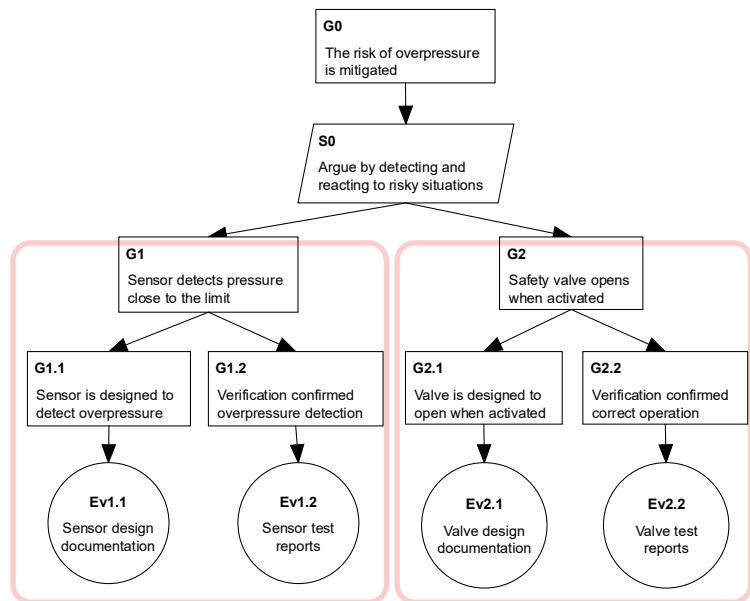 G0
The risk of overpressure
is mitigated
S0
Argue by detecting and
reacting to risky situations
G1
Sensor detects pressure
close to the limit
G2
Safety valve opens
when activated
G1.1
Sensor is designed to
detect overpressure
G1.2
Verification confirmed
overpressure detection
G2.1
Valve is designed to
open when activated
G2.2
Verification confirmed
correct operation
Ev1.1
Sensor design
documentation
Ev1.2
Sensor test
reports
Ev2.1
Valve design
documentation
Ev2.2
Valve test
reports